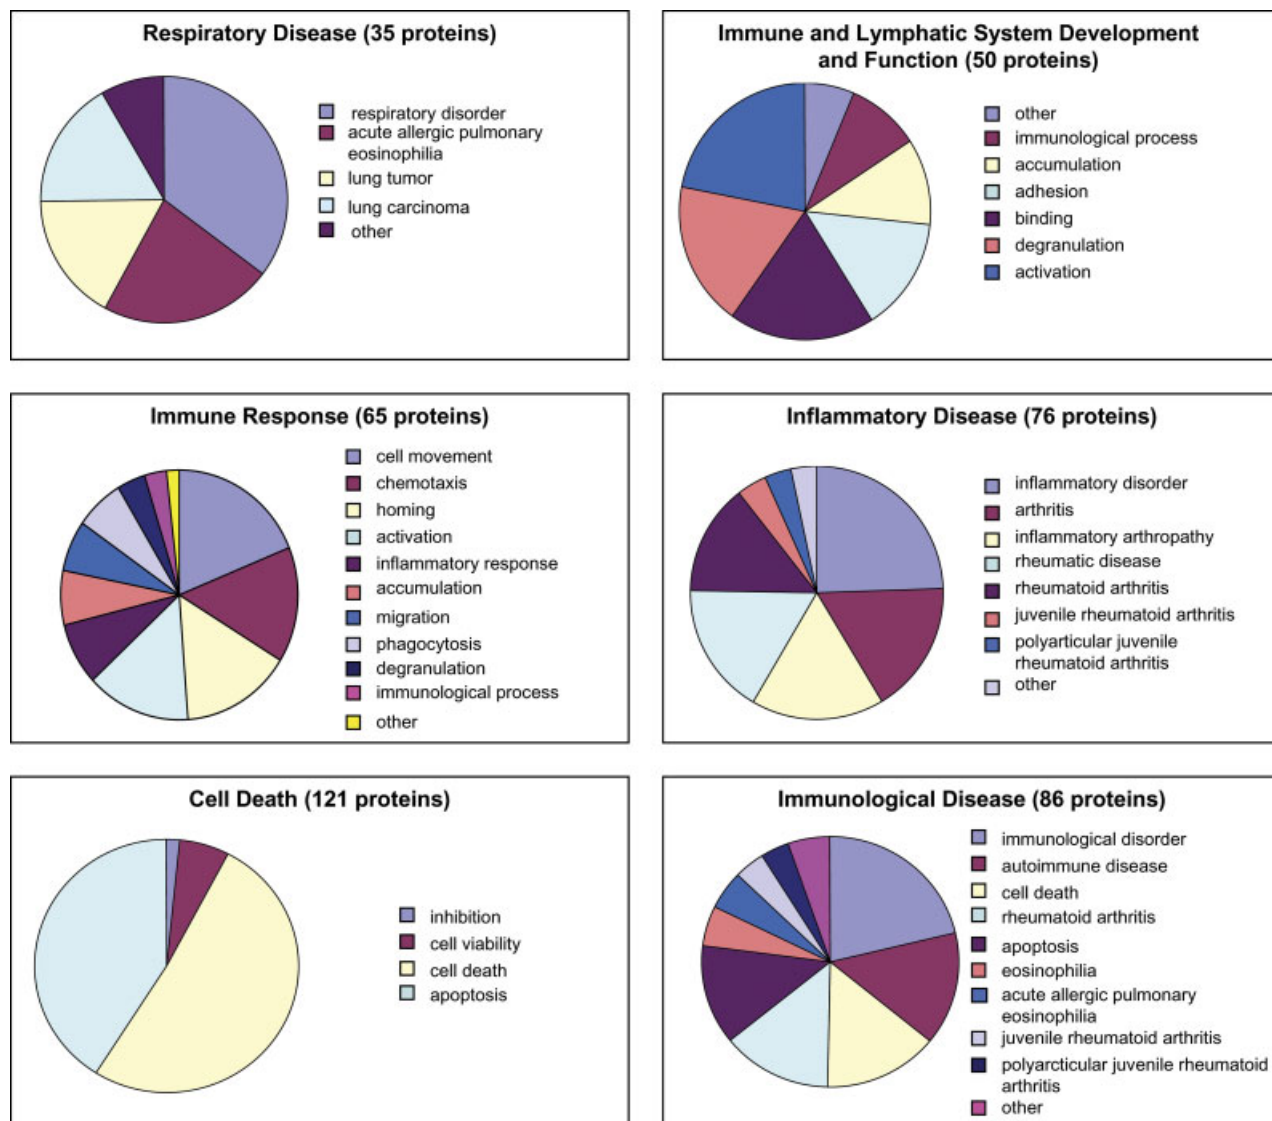 Respiratory Disease (35 proteins)
respiratory disorder
acute allergic pulmonary
eosinophilia
lung tumor
lung carcinoma
other
Immune and Lymphatic System Development
and Function (50 proteins)
other
immunological process
accumulation
adhesion
binding
degranulation
activation
Immune Response (65 proteins)
cell movement
chemotaxis
homing
activation
inflammatory response
accumulation
migration
phagocytosis
degranulation
immunological process
other
Inflammatory Disease (76 proteins)
inflammatory disorder
arthritis
inflammatory arthropathy
rheumatic disease
rheumatoid arthritis
juvenile rheumatoid arthritis
polyarticular juvenile
rheumatoid arthritis
other
Cell Death (121 proteins)
inhibition
cell viability
cell death
apoptosis
Immunological Disease (86 proteins)
immunological disorder
autoimmune disease
cell death
rheumatoid arthritis
apoptosis
eosinophilia
acute allergic pulmonary
eosinophilia
juvenile rheumatoid arthritis
polyarcticular juvenile rheumatoid
arthritis
other